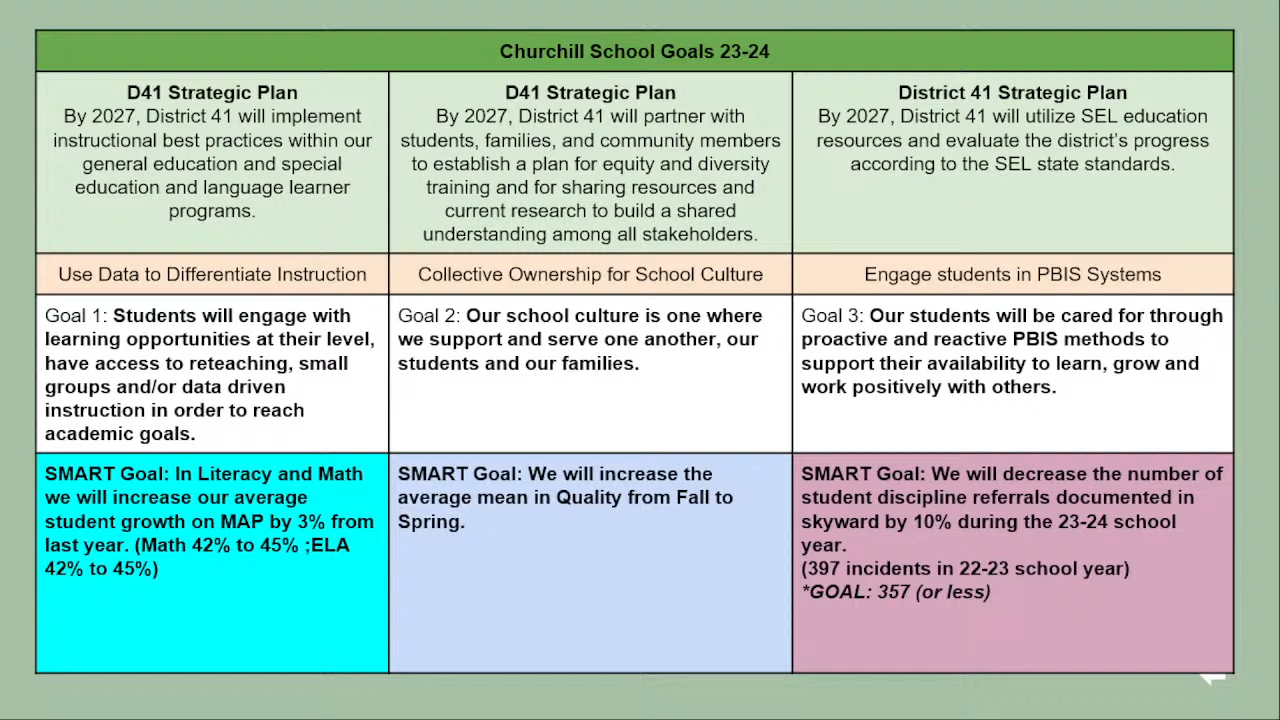 Churchill School Goals 23-24
D41 Strategic Plan
By 2027, District 41 will implement
instructional best practices within our
general education and special
education and language learner
programs.
D41 Strategic Plan
By 2027, District 41 will partner with
students, families, and community members
to establish a plan for equity and diversity
training and for sharing resources and
current research to build a shared
understanding among all stakeholders.
District 41 Strategic Plan
By 2027, District 41 will utilize SEL education
resources and evaluate the district's progress
according to the SEL state standards.
Use Data to Differentiate Instruction
Collective Ownership for School Culture
Engage students in PBIS Systems
Goal 1: Students will engage with
learning opportunities at their level,
have access to reteaching, small
groups and/or data driven
instruction in order to reach
academic goals.
Goal 2: Our school culture is one where
we support and serve one another, our
students and our families.
Goal 3: Our students will be cared for through
proactive and reactive PBIS methods to
support their availability to learn, grow and
work positively with others.
SMART Goal: In Literacy and Math
we will increase our average
student growth on MAP by 3% from
last year. (Math 42% to 45% ;ELA
42% to 45%)
SMART Goal: We will increase the
average mean in Quality from Fall to
Spring.
SMART Goal: We will decrease the number of
student discipline referrals documented in
skyward by 10% during the 23-24 school
year.
(397 incidents in 22-23 school year)
*GOAL: 357 (or less)